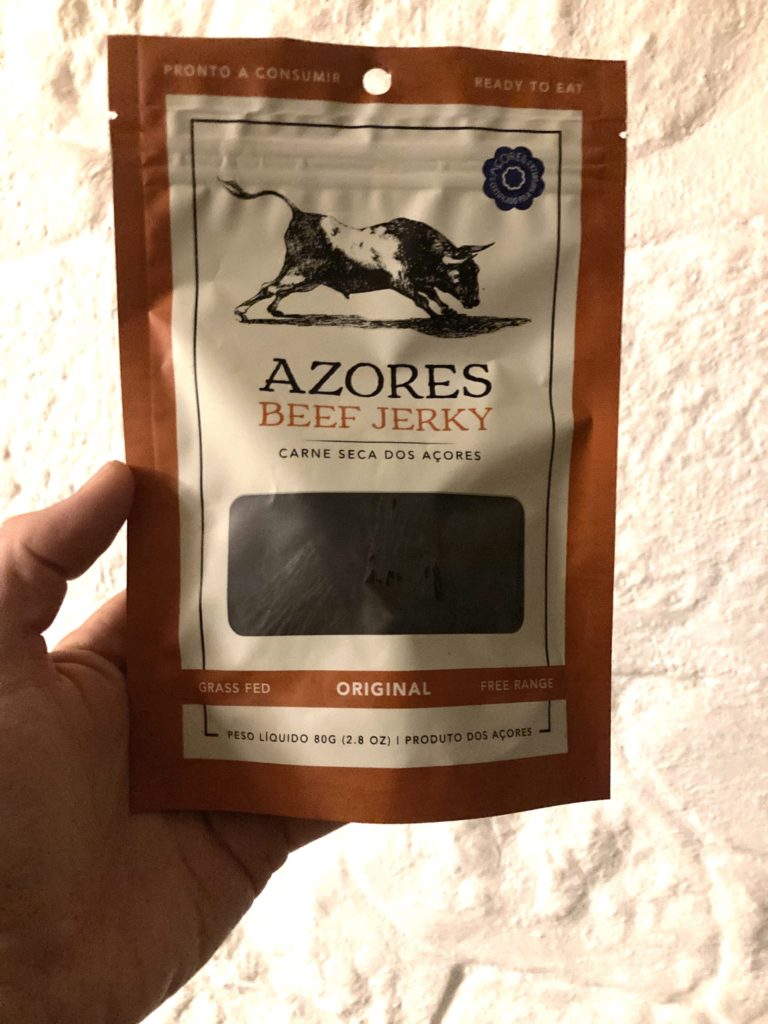 PRONTO A CONSUMIR
READY TO EAT
AÇORES
AZORES
BEEF JERKY
CARNE SECA DOS AÇORES
GRASS FED
ORIGINAL
FREE RANGE
PESO LÍQUIDO 80G (2.8 OZ) | PRODUTO DOS AÇORES